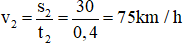 v₂ = s₂/t₂ = 30/0,4 = 75km / h